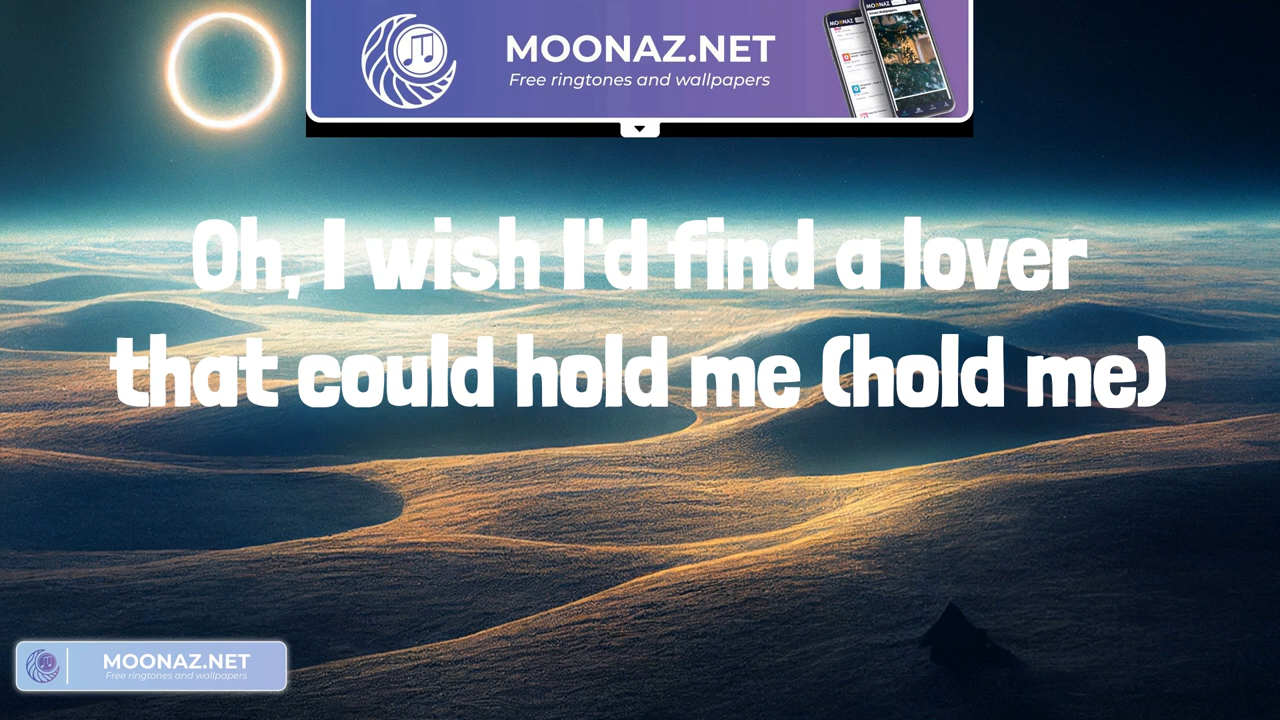 MOONAZ.NET
Free ringtones and wallpapers
Oh, I wish I'd find a lover
that could hold me (hold me)
MOONAZ.NET
Free ringtones and wallpapers